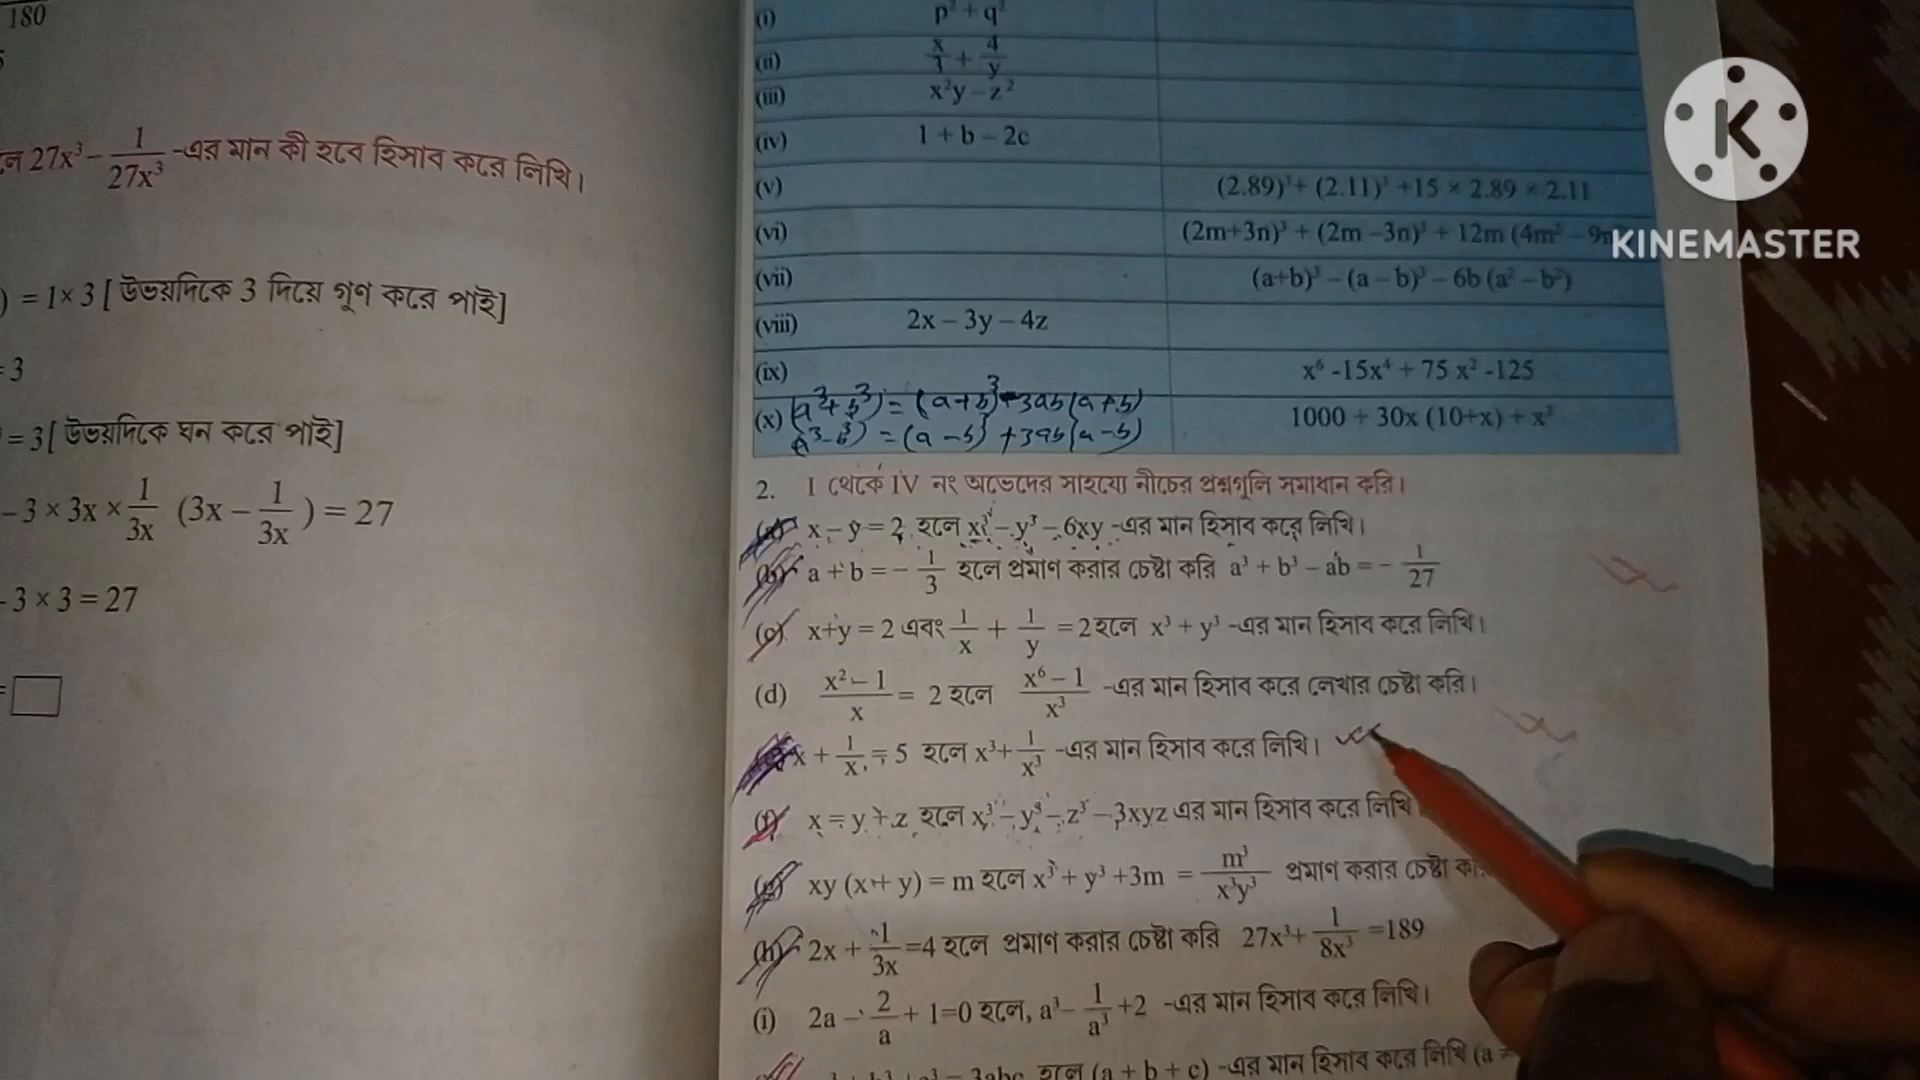 180
27x³ – 1/27x³ -এর মান কী হবে হিসাব করে লিখি।
) = 1× 3 [ উভয়দিকে 3 দিয়ে গুণ করে পাই]
= 3
= 3 [ উভয়দিকে ঘন করে পাই]
– 3 × 3x × 1/3x (3x – 1/3x ) = 27
- 3 × 3 = 27
= 
(i) p² + q²
(ii) x/3 + 4/y
(iii) x²y – z²
(iv) 1 + b – 2c
(v) (2.89)³ + (2.11)³ +15 × 2.89 × 2.11
(vi) (2m+3n)³ + (2m –3n)³ + 12m (4m² – 9n
(vii) (a+b)³ – (a – b)³ – 6b (a² – b²)
(viii) 2x – 3y – 4z
(ix) x⁶ -15x⁴ + 75 x² -125
(a³+b³) = (a+b)³-3ab(a+b)
(x) 1000 + 30x (10+x) + x³
a³-b³) = (a-b)³+3ab(a-b)
2. I থেকে IV নং অভেদের সাহায্যে নীচের প্রশ্নগুলি সমাধান করি।
(a) x – y = 2 হলে x³ – y³ – 6xy -এর মান হিসাব করে লিখি।
(b) a + b = – 1/3 হলে প্রমাণ করার চেষ্টা করি a³ + b³ – ab = – 1/27
(c) x+y = 2 এবং 1/x + 1/y = 2 হলে x³ + y³ -এর মান হিসাব করে লিখি।
(d) x² – 1/x = 2 হলে x⁶ – 1/x³ -এর মান হিসাব করে লেখার চেষ্টা করি।
x + 1/x = 5 হলে x³+ 1/x³ -এর মান হিসাব করে লিখি।
(f) x = y + z হলে x³ – y³ – z³ – 3xyz এর মান হিসাব করে লিখি
(g) xy (x + y) = m হলে x³ + y³ +3m = m³/x³y³ প্রমাণ করার চেষ্টা
(h) 2x + 1/3x =4 হলে প্রমাণ করার চেষ্টা করি 27x³+ 1/8x³ =189
(i) 2a – 2/a + 1=0 হলে, a³– 1/a³ +2 -এর মান হিসাব করে লিখি।
– 3abc হলে (a + b + c) -এর মান হিসাব করে লিখি (a
KINEMASTER